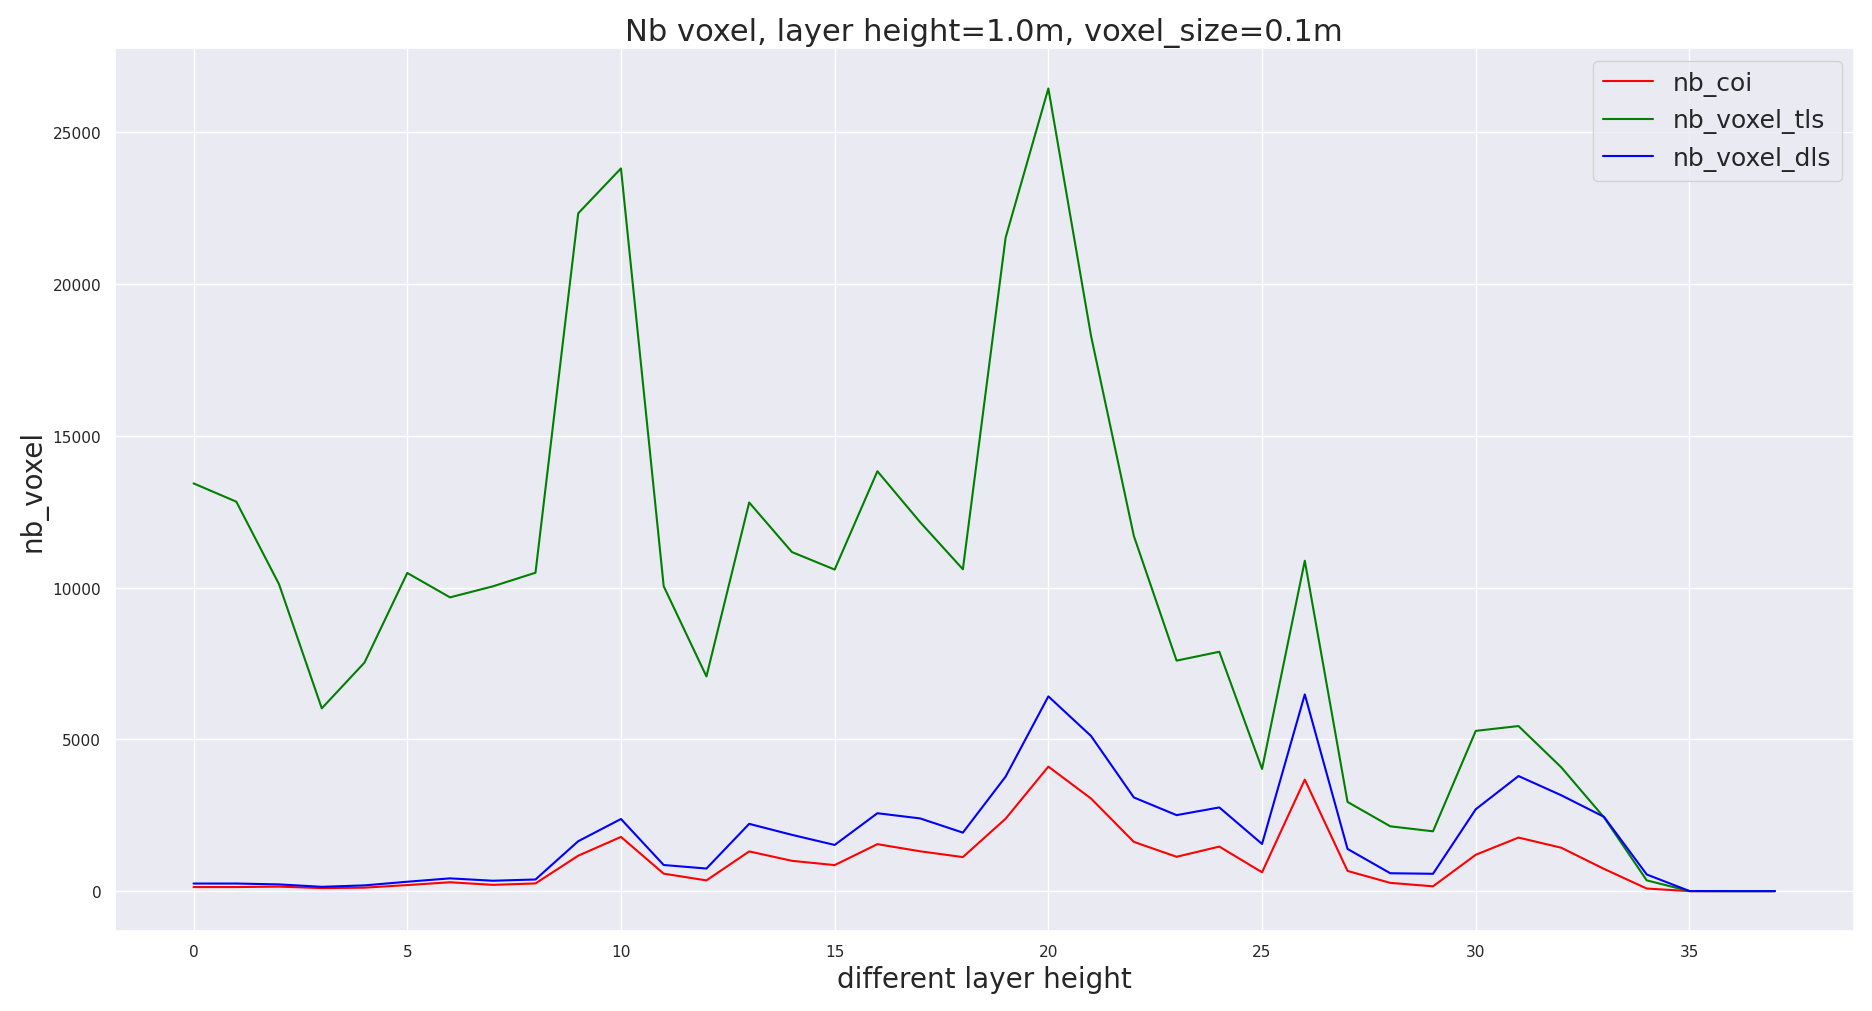 Nb voxel, layer height=1.0m, voxel_size=0.1m
nb_coi
nb_voxel_tls
nb_voxel_dls
nb_voxel
25000
20000
15000
10000
5000
0
0 5 10 15 20 25 30 35
different layer height